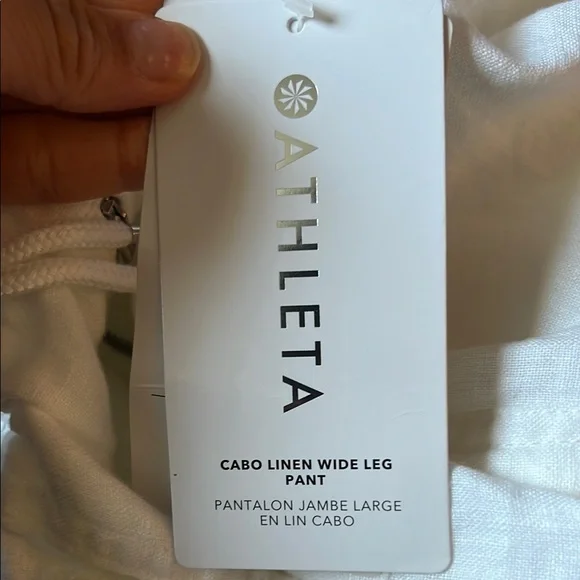 ATHLETA
CABO LINEN WIDE LEG
PANT
PANTALON JAMBE LARGE
EN LIN CABO